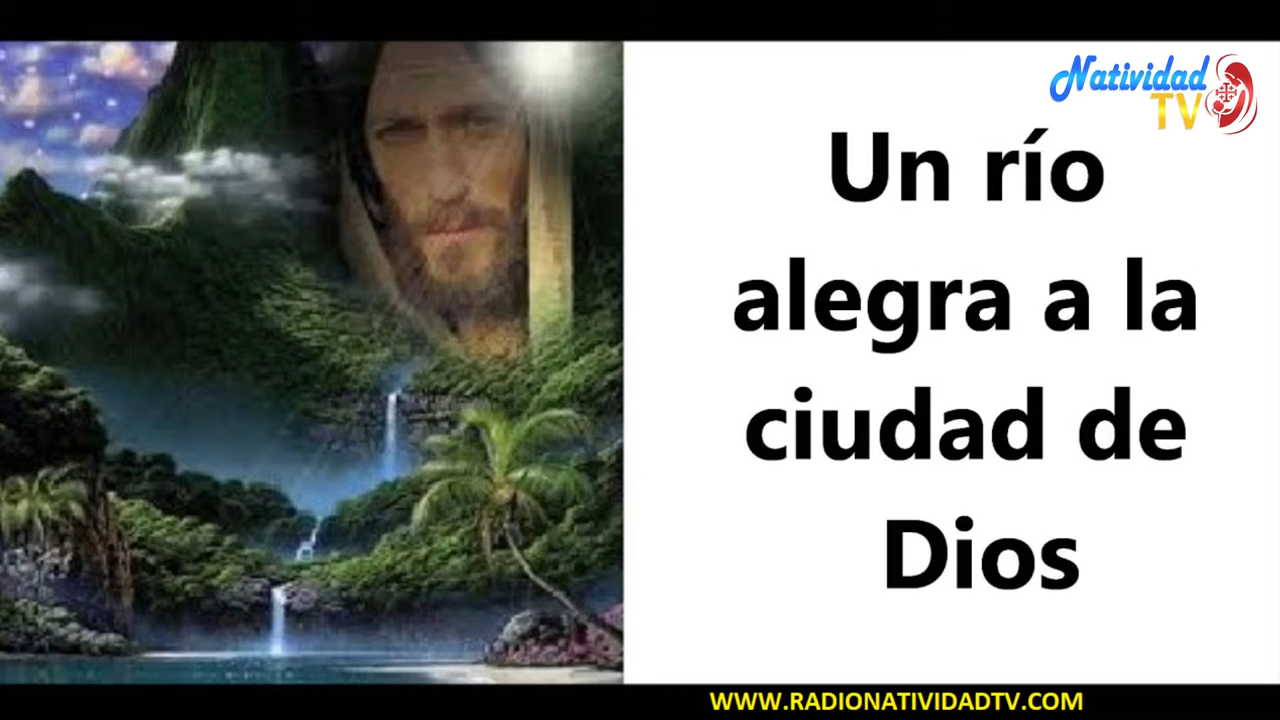 Natividad
TV
Un río
alegra a la
ciudad de
Dios
WWW.RADIONATIVIDADTV.COM